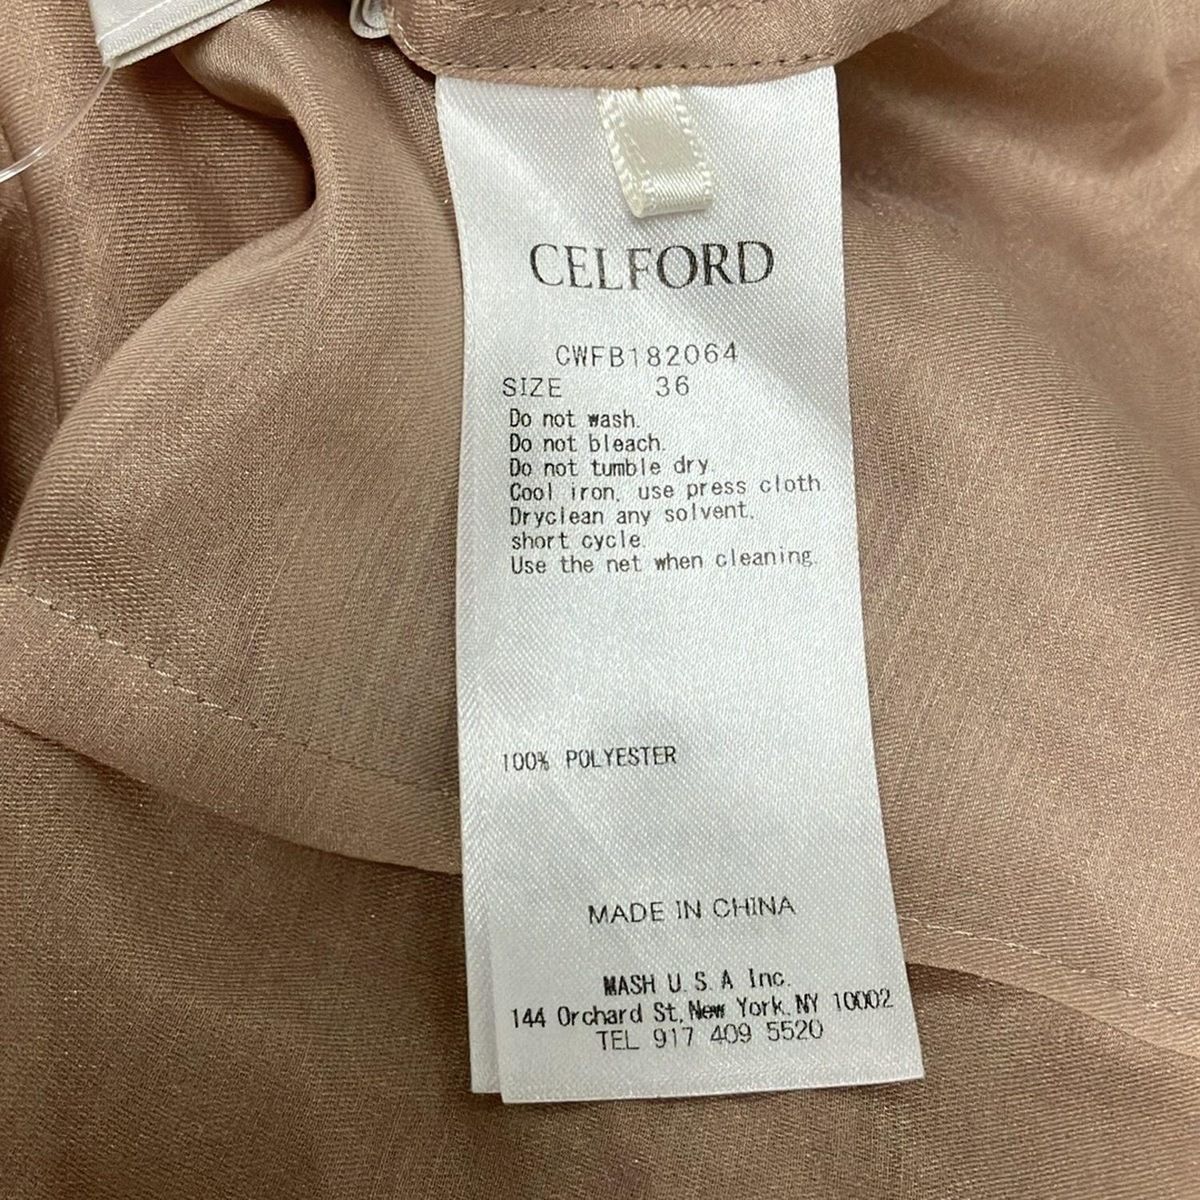 CELFORD
CWFB182064
SIZE 36
Do not wash.
Do not bleach.
Do not tumble dry.
Cool iron, use press cloth
Dryclean any solvent,
short cycle.
Use the net when cleaning.
100% POLYESTER
MADE IN CHINA
MASH U.S.A Inc.
144 Orchard St, New York, NY 10002
TEL 917 409 5520